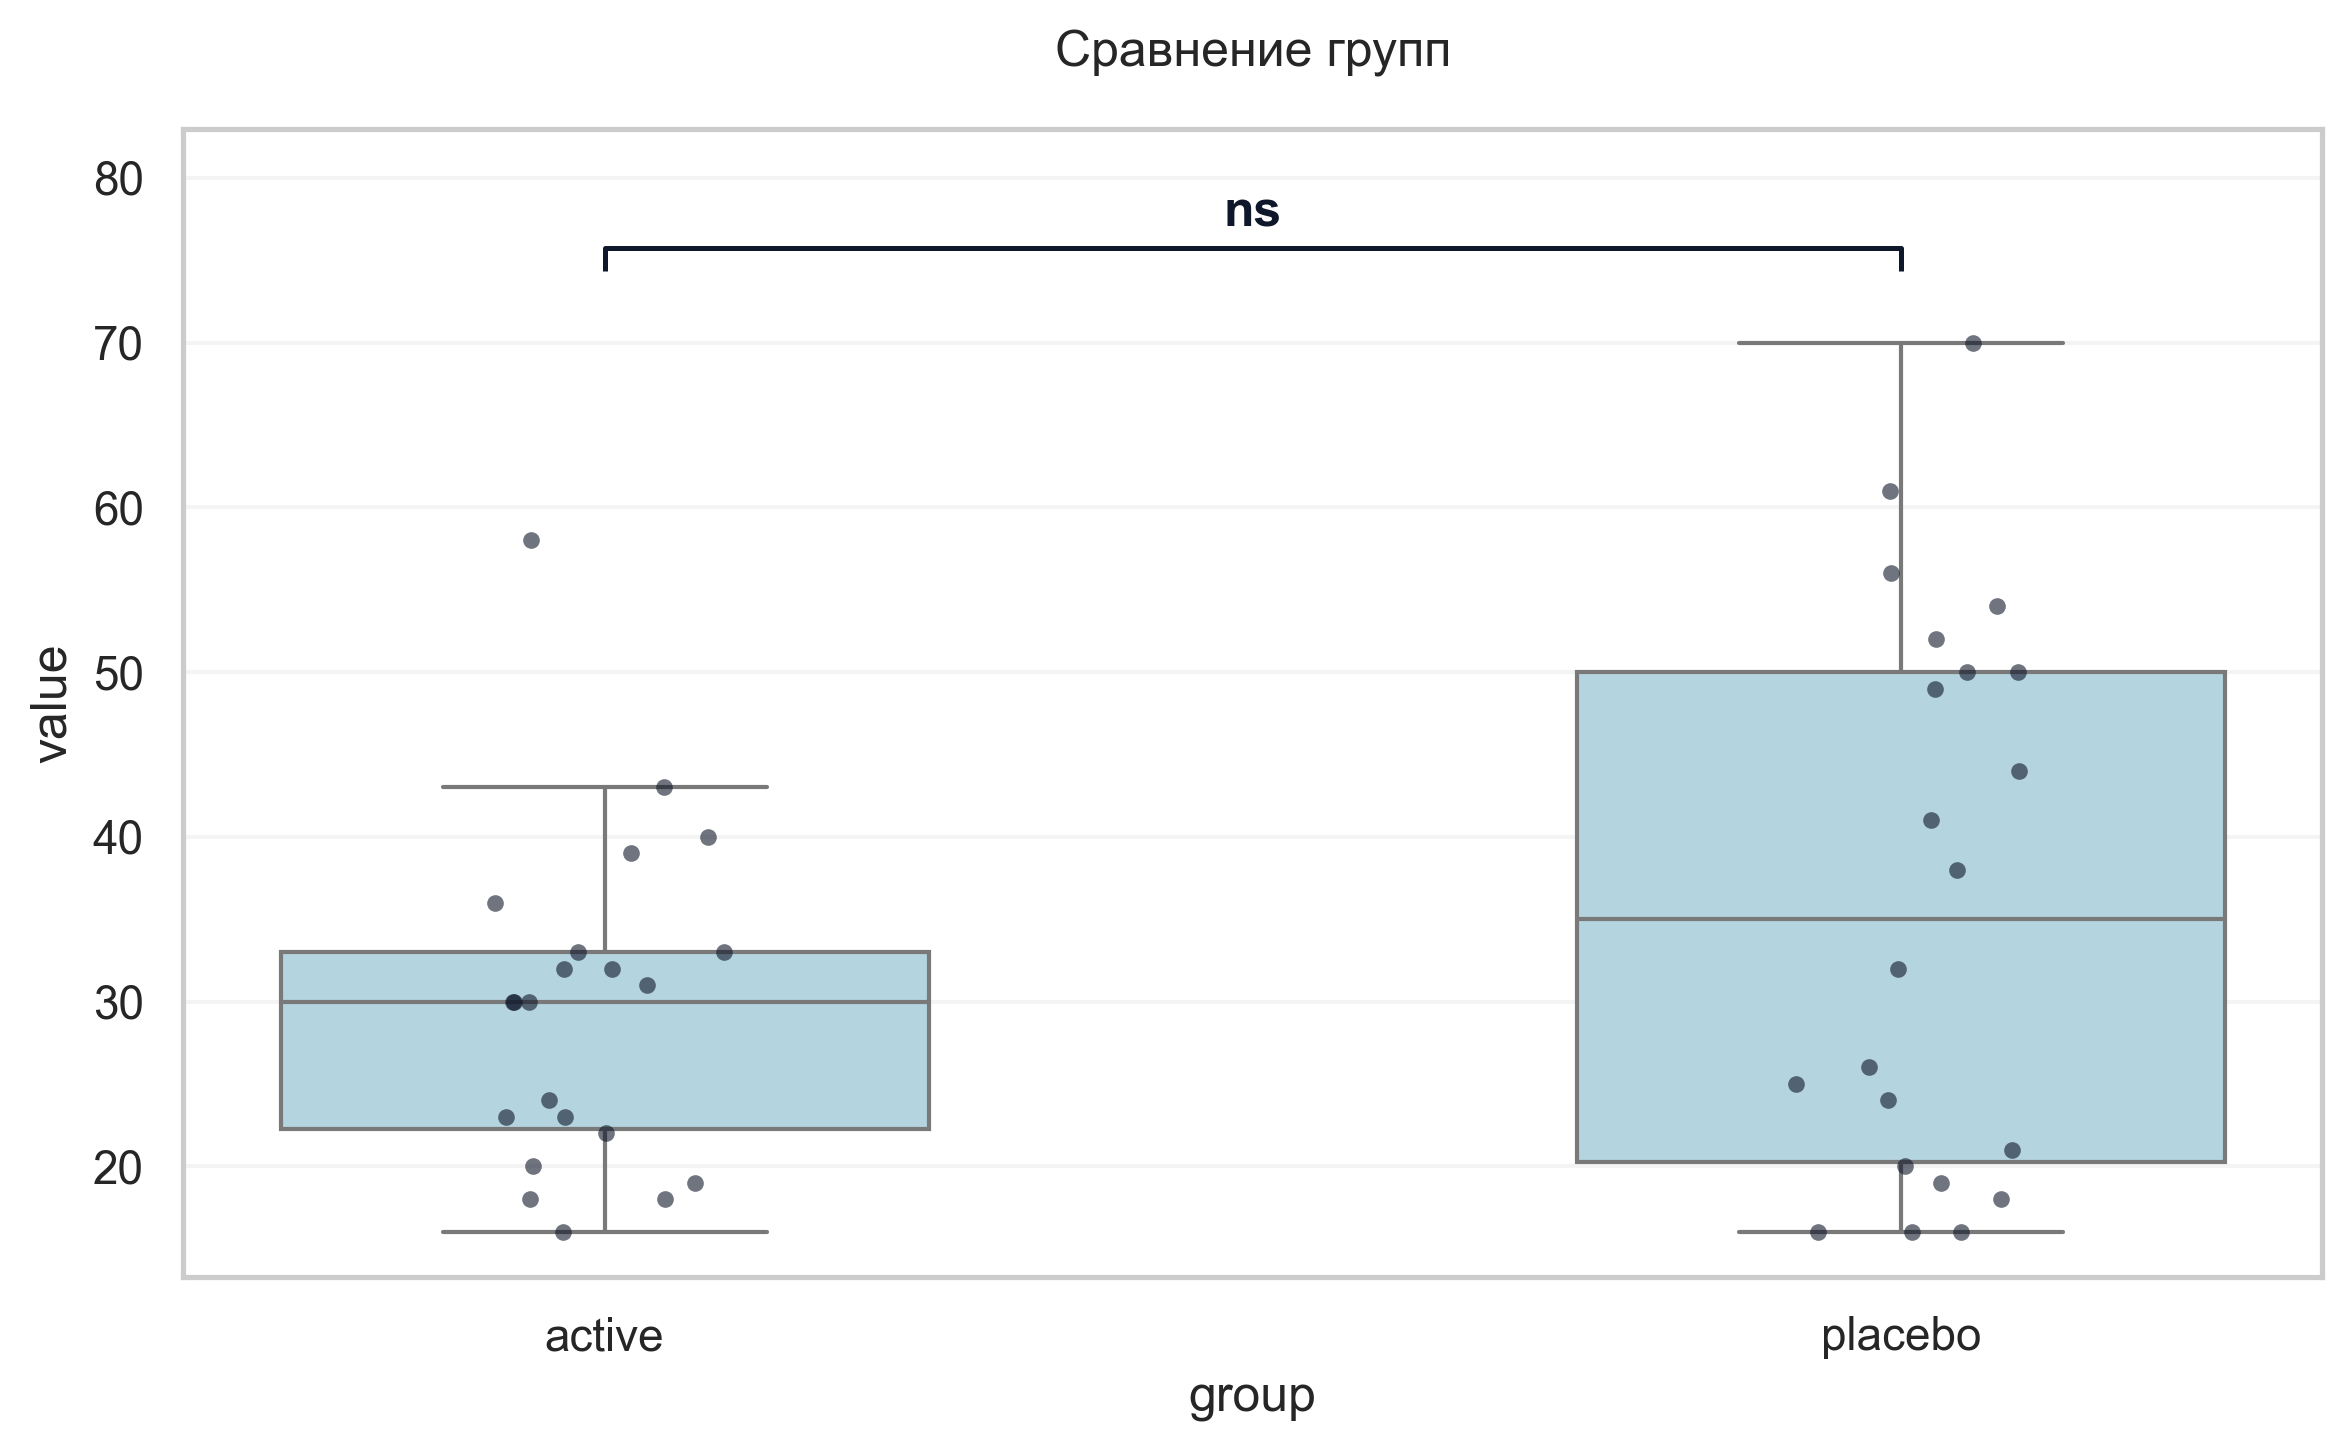 Сравнение групп
80
ns
70
60
50
40
30
20
value
active
placebo
group